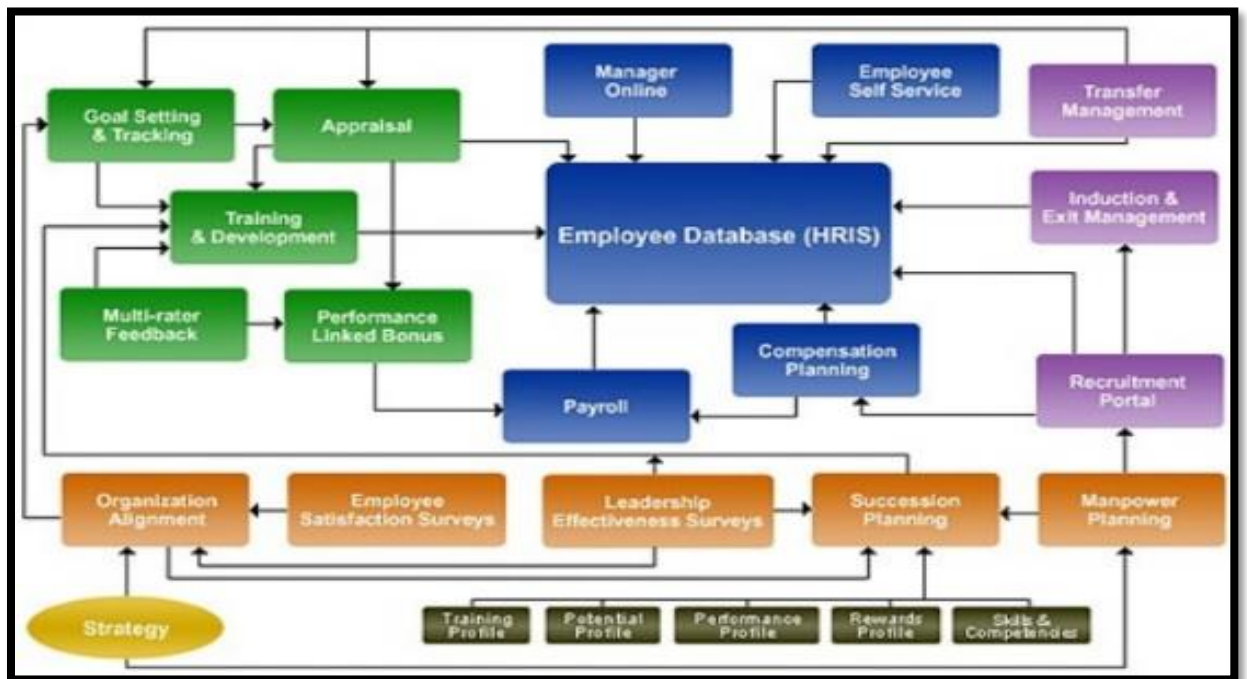 Manager
Online
Employee
Self Service
Transfer
Management
Goal Setting
& Tracking
Appraisal
Training
& Development
Employee Database (HRIS)
Induction &
Exit Management
Multi-rater
Feedback
Performance
Linked Bonus
Payroll
Compensation
Planning
Recruitment
Portal
Organization
Alignment
Employee
Satisfaction Surveys
Leadership
Effectiveness Surveys
Succession
Planning
Manpower
Planning
Strategy
Training
Profile
Potential
Profile
Performance
Profile
Rewards
Profile
Skills &
Competencies